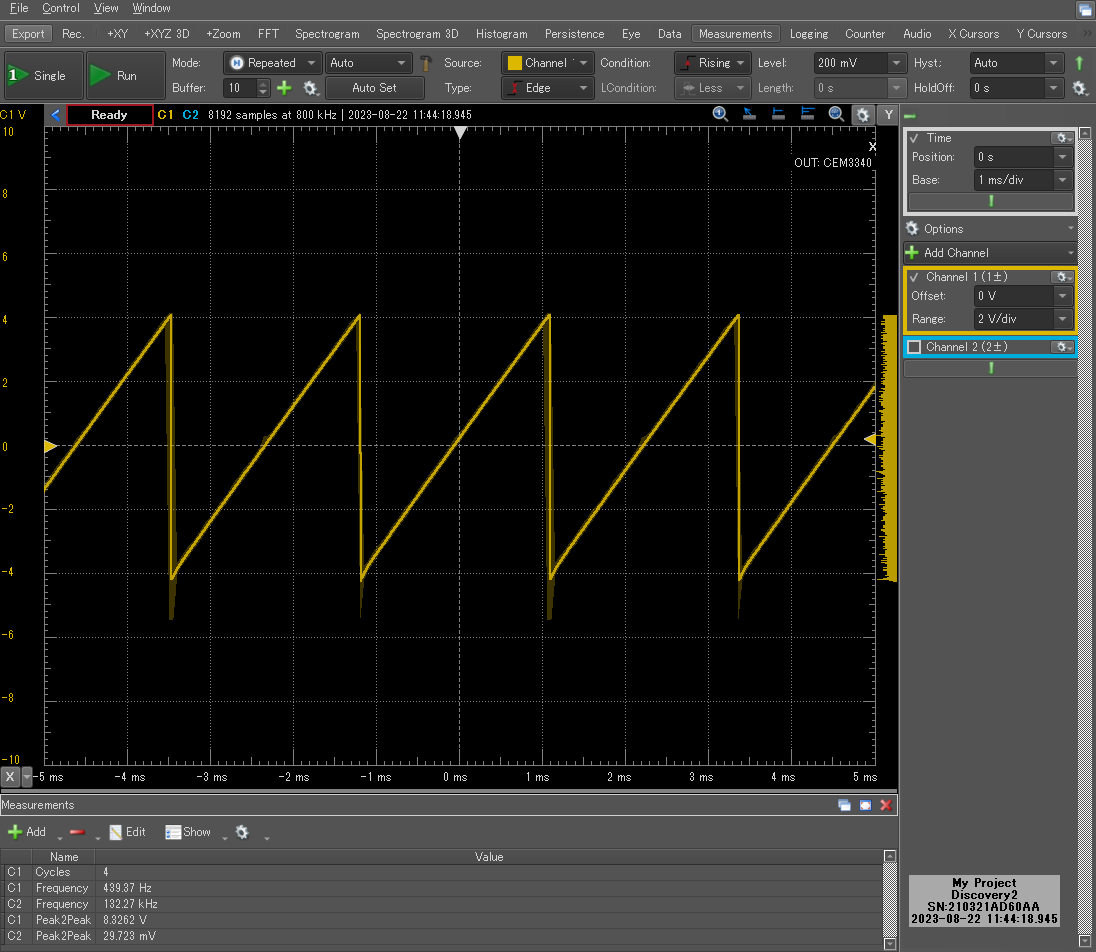 File Control View Window
Export Rec. +XY +XYZ 3D +Zoom FFT Spectrogram Spectrogram 3D Histogram Persistence Eye Data Measurements Logging Counter Audio X Cursors Y Cursors »
1 Single Run Mode: Repeated Auto Source: Channel Condition: Rising Level: 200 mV Hyst: Auto
Buffer: 10 Auto Set Type: Edge LCondition: Less Length: 0 s HoldOff: 0 s
C1 V Ready C1 C2 8192 samples at 800 kHz | 2023-08-22 11:44:18.945 Y
10
X
OUT: CEM3340
8
6
4
2
0
-2
-4
-6
-8
-10
X -5 ms -4 ms -3 ms -2 ms -1 ms 0 ms 1 ms 2 ms 3 ms 4 ms 5 ms
Time
Position: 0 s
Base: 1 ms/div
Options
Add Channel
Channel 1 (1±)
Offset: 0 V
Range: 2 V/div
Channel 2 (2±)
Measurements
Add Edit Show
Name Value
C1 Cycles 4
C1 Frequency 439.37 Hz
C2 Frequency 132.27 kHz
C1 Peak2Peak 8.3262 V
C2 Peak2Peak 29.723 mV
My Project
Discovery2
SN:210321AD60AA
2023-08-22 11:44:18.945